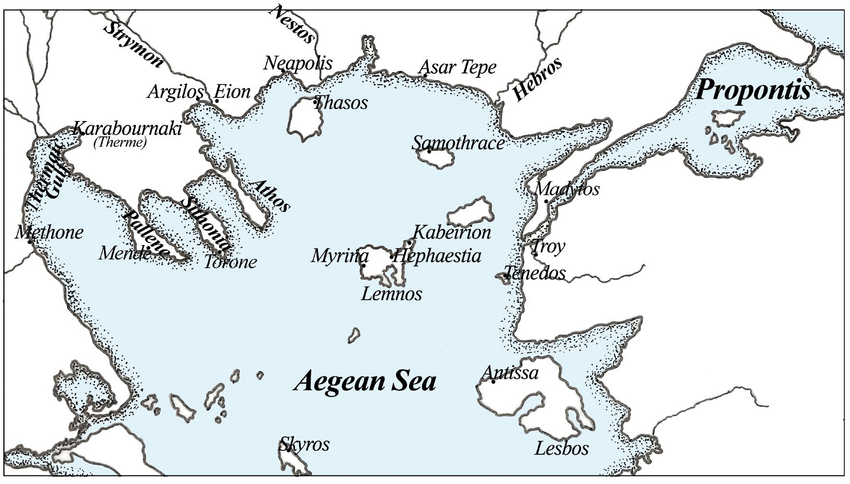 Nestos
Strymon
Neapolis
Asar Tepe
Hebros
Propontis
Argilos
Eion
Thasos
Karabournaki
(Therme)
Samothrace
Thermaic
Gulf
Athos
Madytos
Sithonia
Pallene
Methone
Kabeirion
Troy
Mende
Torone
Myrina
Hephaestia
Tenedos
Lemnos
Aegean Sea
Antissa
Skyros
Lesbos